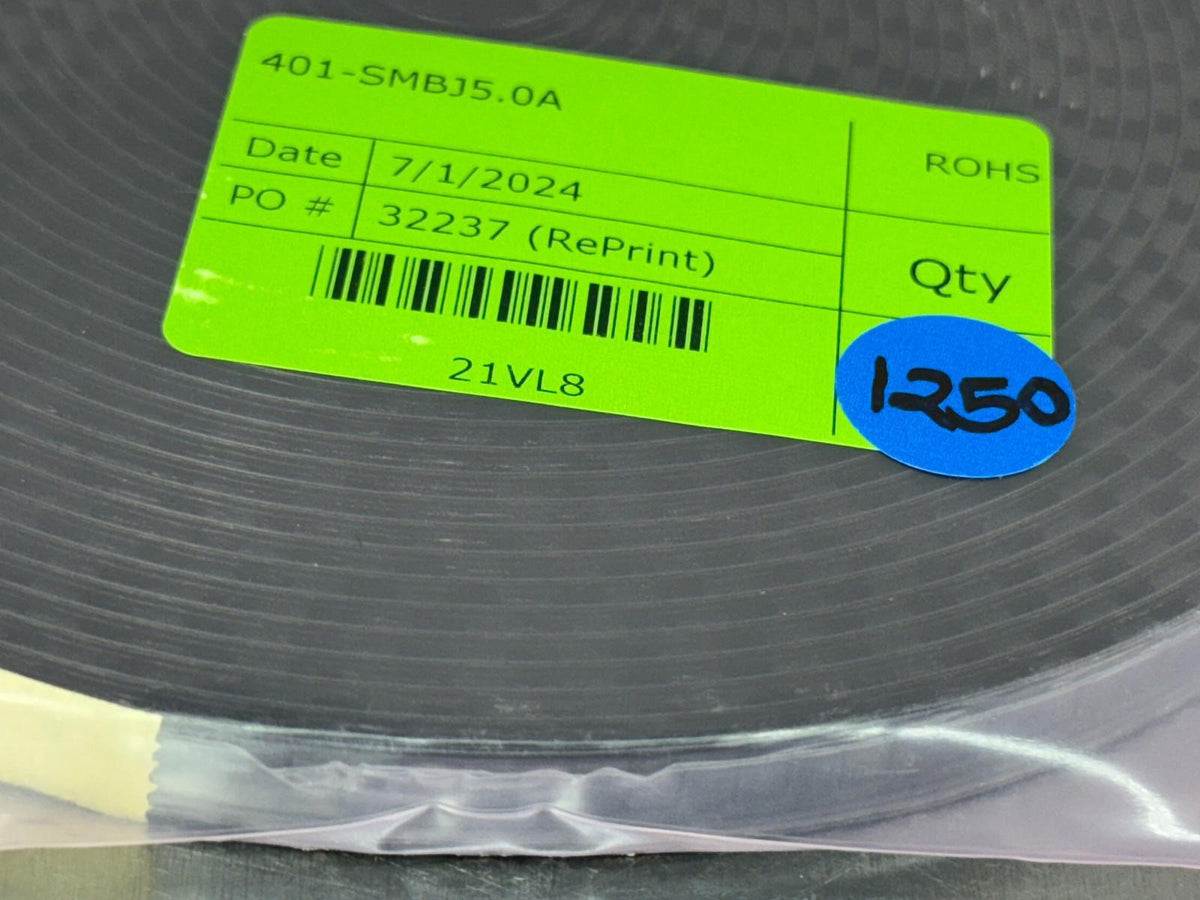 401-SMBJ5.0A
ROHS
Date 7/1/2024
PO # 32237 (RePrint)
Qty
1250
21VL8